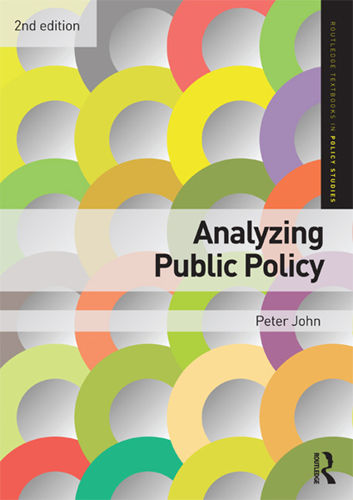 2nd edition
ROUTLEDGE TEXTBOOKS IN POLICY STUDIES
Analyzing
Public Policy
Peter John
ROUTLEDGE